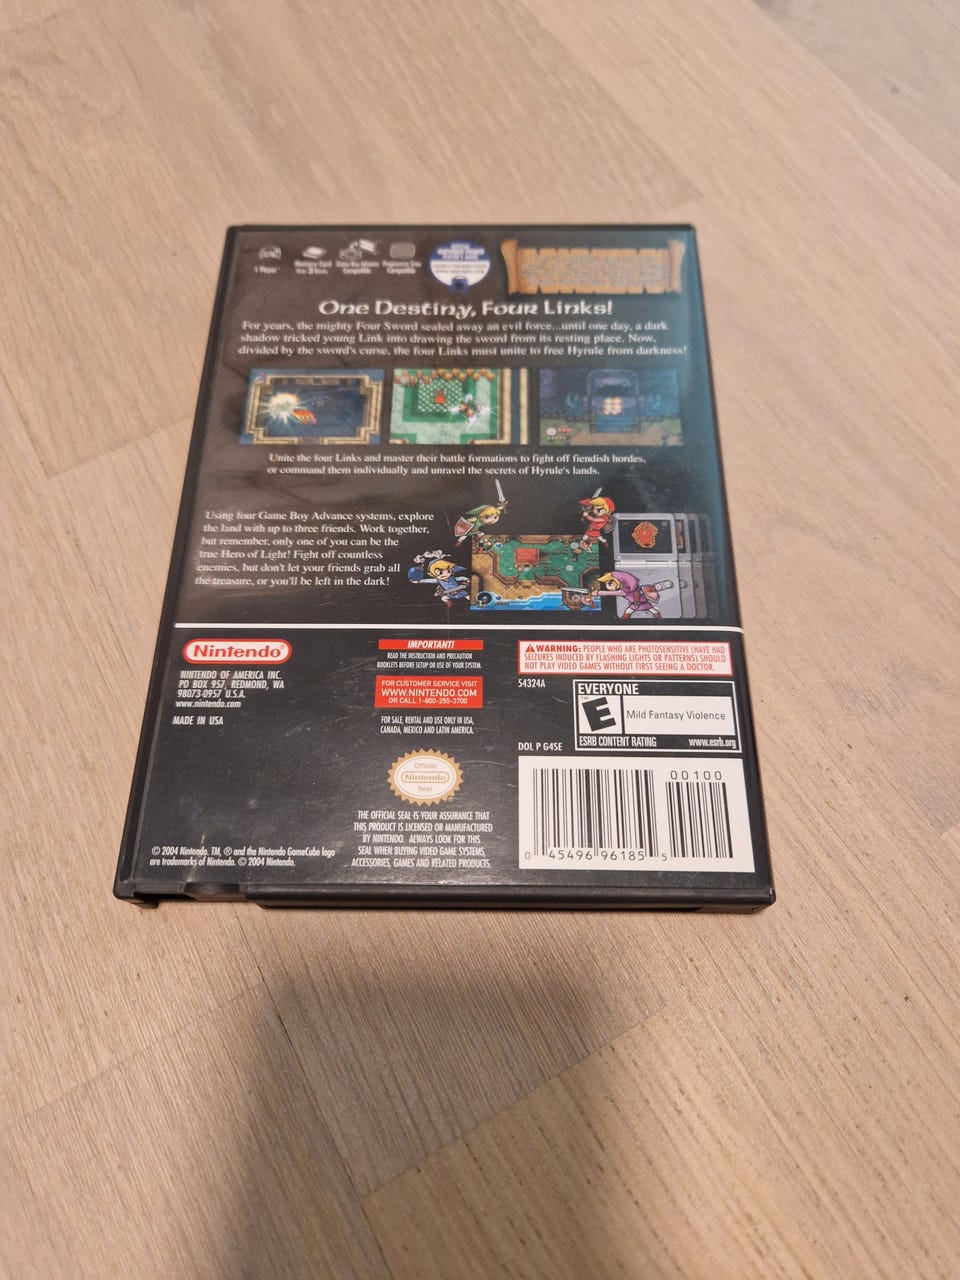 1 Player
Memory Card
Game Boy Advance
Compatible
Progressive Scan
Compatible
One Destiny, Four Links!
For years, the mighty Four Sword sealed away an evil force...until one day, a dark
shadow tricked young Link into drawing the sword from its resting place. Now,
divided by the sword's curse, the four Links must unite to free Hyrule from darkness!
Unite the four Links and master their battle formations to fight off fiendish hordes,
or command them individually and unravel the secrets of Hyrule's lands.
Using four Game Boy Advance systems, explore
the land with up to three friends. Work together,
but remember, only one of you can be the
true Hero of Light! Fight off countless
enemies, but don't let your friends grab all
the treasure, or you'll be left in the dark!
Nintendo®
NINTENDO OF AMERICA INC.
PO BOX 957, REDMOND, WA
98073-0957 U.S.A.
www.nintendo.com
MADE IN USA
IMPORTANT!
READ THE INSTRUCTION AND PRECAUTION
BOOKLETS BEFORE SETUP OR USE OF YOUR SYSTEM.
FOR CUSTOMER SERVICE VISIT
WWW.NINTENDO.COM
OR CALL 1-800-255-3700
FOR SALE, RENTAL AND USE ONLY IN USA,
CANADA, MEXICO AND LATIN AMERICA.
WARNING: PEOPLE WHO ARE PHOTOSENSITIVE (HAVE HAD
SEIZURES INDUCED BY FLASHING LIGHTS OR PATTERNS) SHOULD
NOT PLAY VIDEO GAMES WITHOUT FIRST SEEING A DOCTOR.
54324A
EVERYONE
THE
E
Mild Fantasy Violence
ESRB CONTENT RATING www.esrb.org
DOL P G4SE
Official
Nintendo
Seal
THE OFFICIAL SEAL IS YOUR ASSURANCE THAT
THIS PRODUCT IS LICENSED OR MANUFACTURED
BY NINTENDO. ALWAYS LOOK FOR THIS
SEAL WHEN BUYING VIDEO GAME SYSTEMS,
ACCESSORIES, GAMES AND RELATED PRODUCTS.
© 2004 Nintendo. TM, ® and the Nintendo GameCube logo
are trademarks of Nintendo. © 2004 Nintendo.
00100
0 45496 96185 5